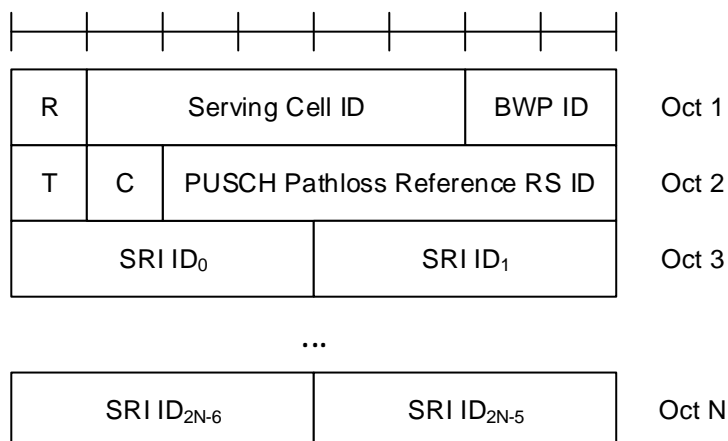 R Serving Cell ID BWP ID Oct 1
T C PUSCH Pathloss Reference RS ID Oct 2
SRI ID₀ SRI ID₁ Oct 3
...
SRI ID₂N₋₆ SRI ID₂N₋₅ Oct N